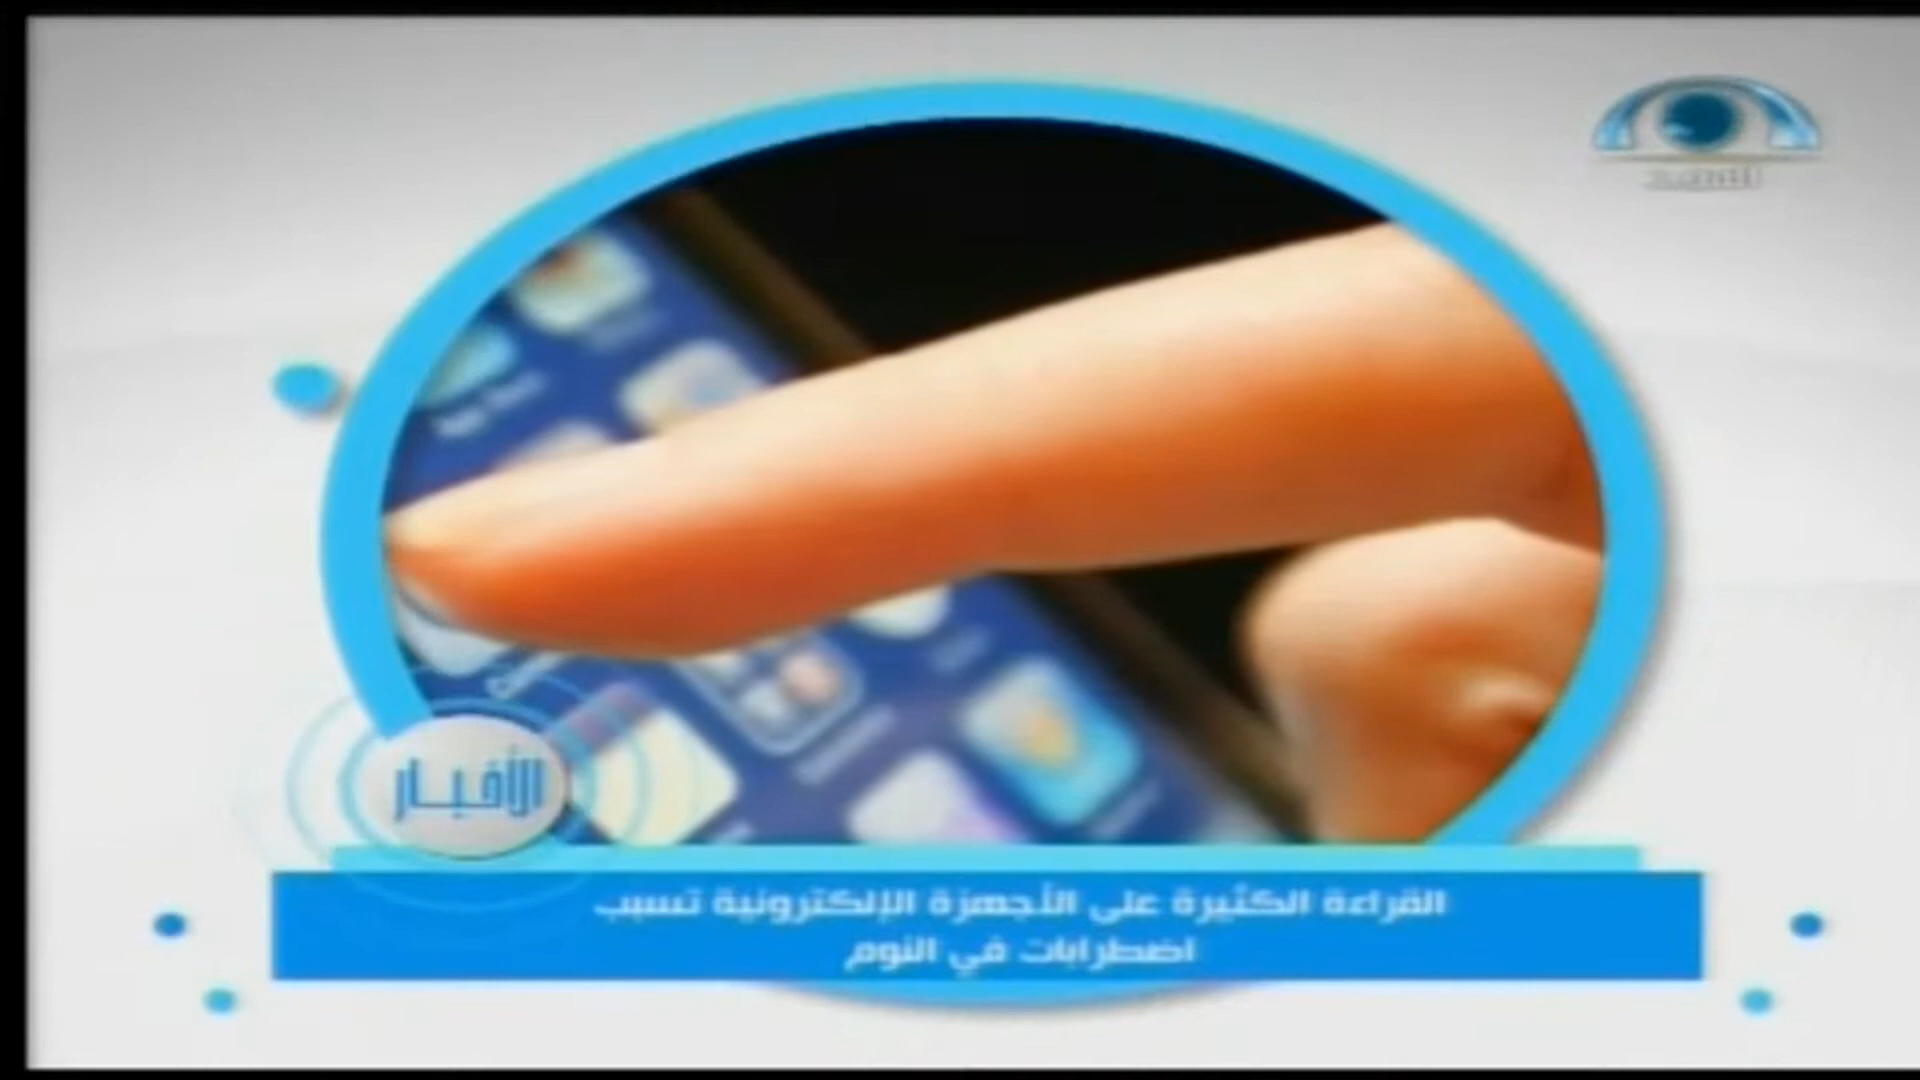 الأخبار
القراءة الكثيرة على الأجهزة الإلكترونية تسبب
اضطرابات في النوم